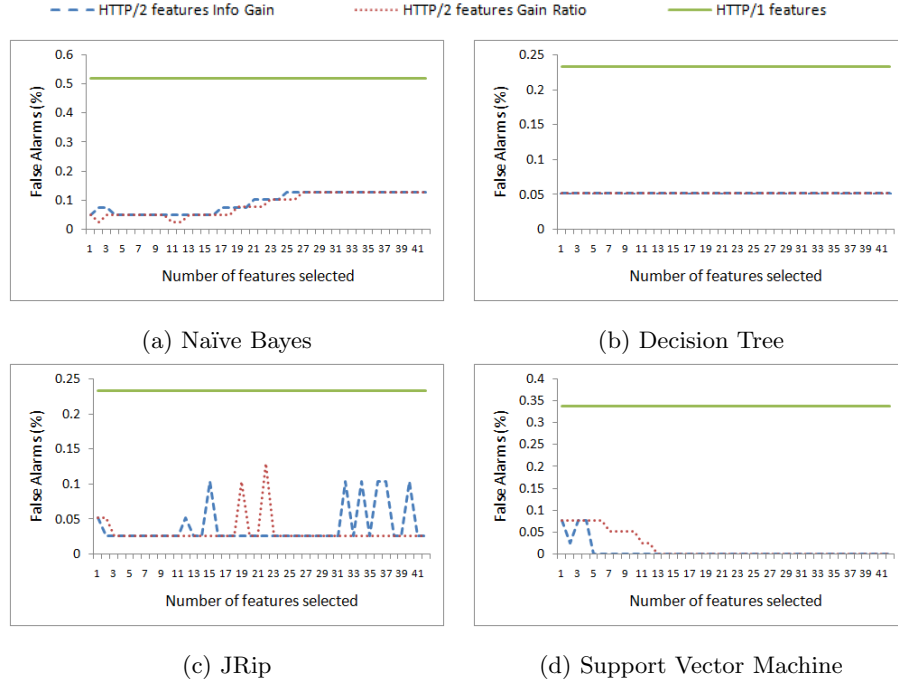 HTTP/2 features Info Gain HTTP/2 features Gain Ratio HTTP/1 features
0.6
0.5
0.4
0.3
0.2
0.1
0
False Alarms (%)
1 3 5 7 9 11 13 15 17 19 21 23 25 27 29 31 33 35 37 39 41
Number of features selected
(a) Naïve Bayes
0.25
0.2
0.15
0.1
0.05
0
False Alarms (%)
1 3 5 7 9 11 13 15 17 19 21 23 25 27 29 31 33 35 37 39 41
Number of features selected
(b) Decision Tree
0.25
0.2
0.15
0.1
0.05
0
False Alarms (%)
1 3 5 7 9 11 13 15 17 19 21 23 25 27 29 31 33 35 37 39 41
Number of features selected
(c) JRip
0.4
0.35
0.3
0.25
0.2
0.15
0.1
0.05
0
False Alarms (%)
1 3 5 7 9 11 13 15 17 19 21 23 25 27 29 31 33 35 37 39 41
Number of features selected
(d) Support Vector Machine